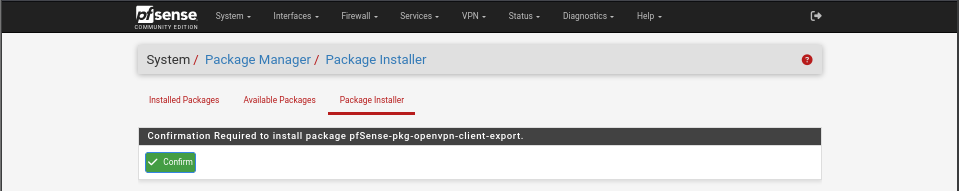 pfsense
COMMUNITY EDITION
System Interfaces Firewall Services VPN Status Diagnostics Help
System / Package Manager / Package Installer ?
Installed Packages Available Packages Package Installer
Confirmation Required to install package pfSense-pkg-openvpn-client-export.
Confirm